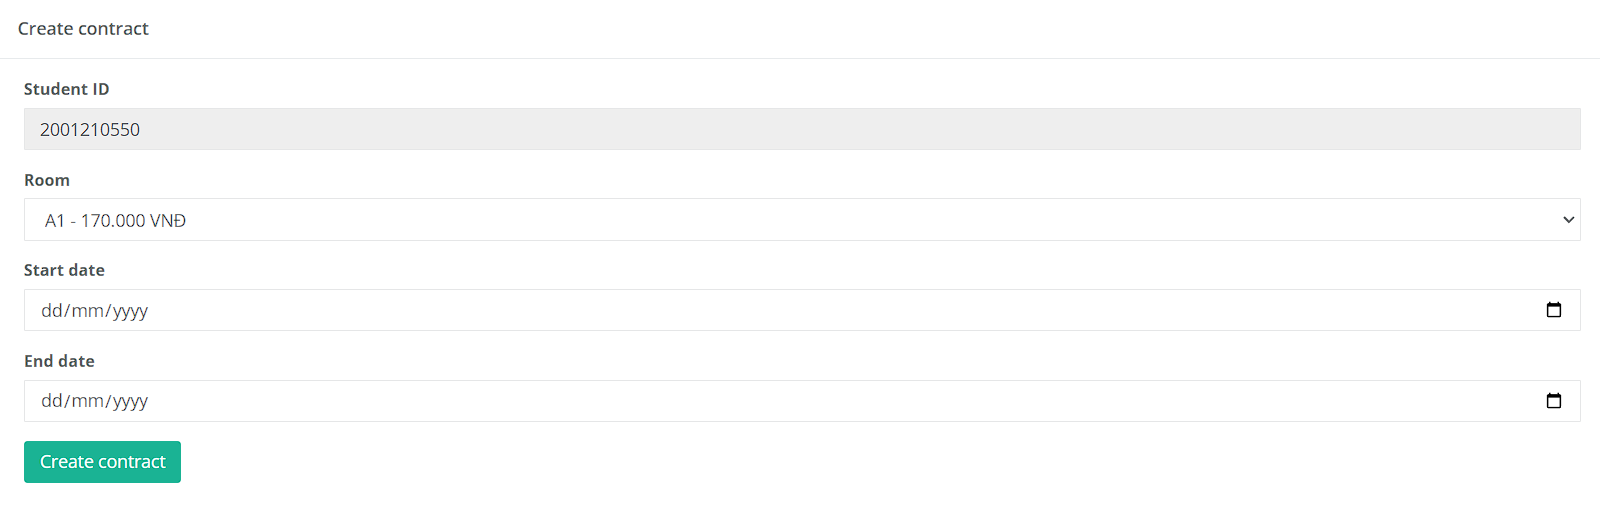 Create contract
Student ID
2001210550
Room
A1 - 170.000 VNĐ
Start date
dd/mm/yyyy
End date
dd/mm/yyyy
Create contract